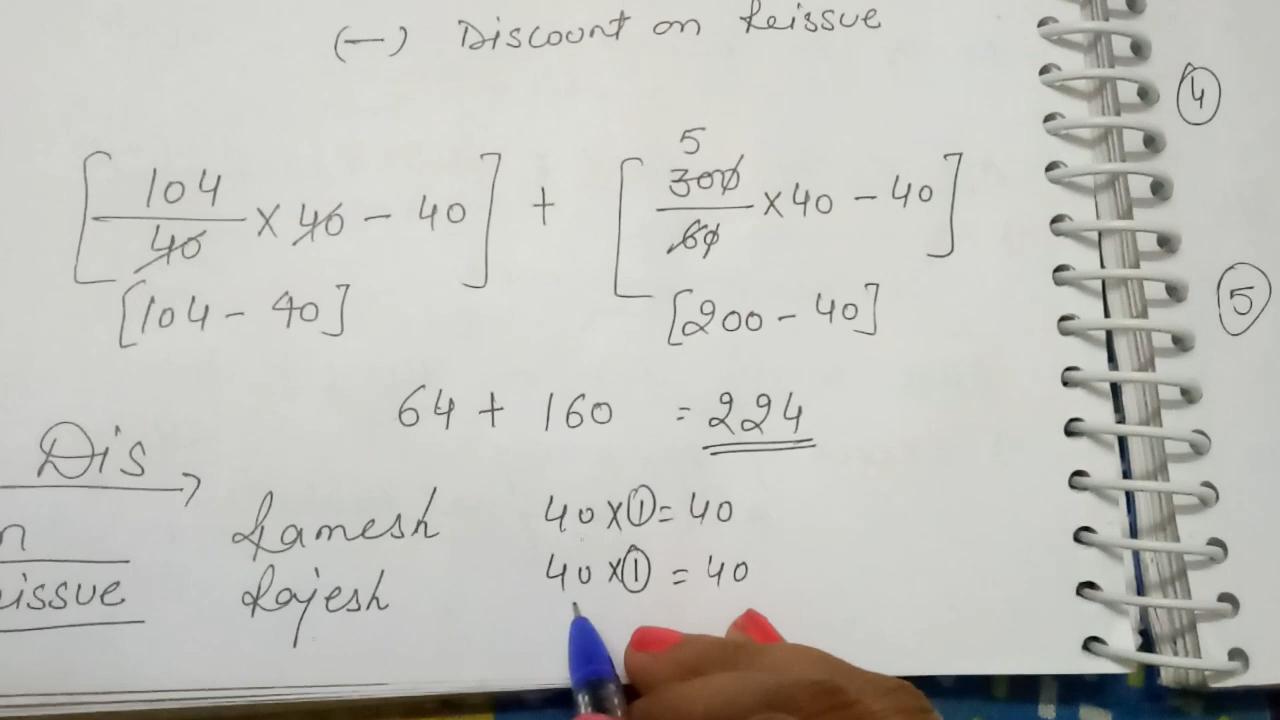 (—) Discount on Reissue
5
[104/40 × 40 - 40] + [300/60 × 40 - 40]
[104 - 40] [200 - 40]
64 + 160 = 224
Dis
n Ramesh 40 × 1 = 40
eissue Rajesh 40 × 1 = 40
4
5